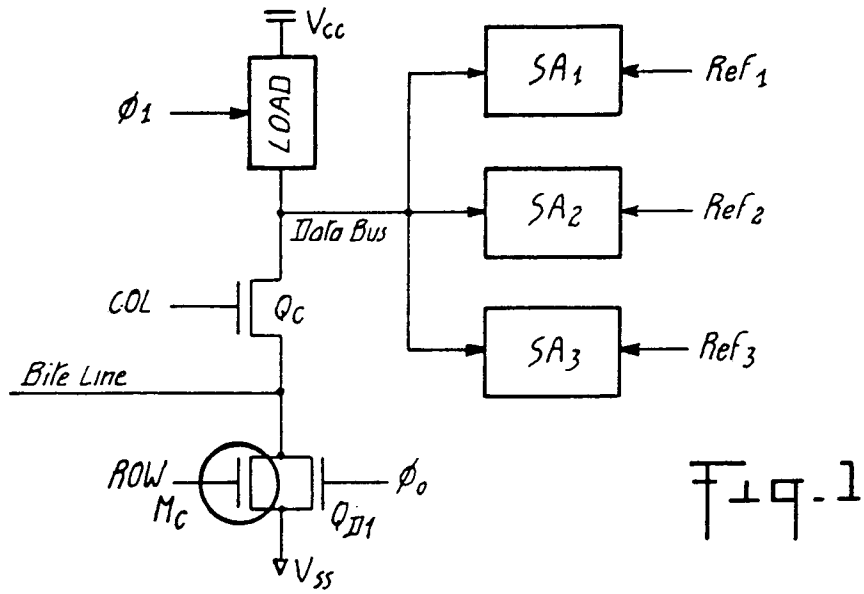 Vcc
LOAD
ø1
SA1
Ref1
Data Bus
SA2
Ref2
COL
Qc
SA3
Ref3
Bite Line
ROW
Mc
øo
QD1
Vss
Fig.1